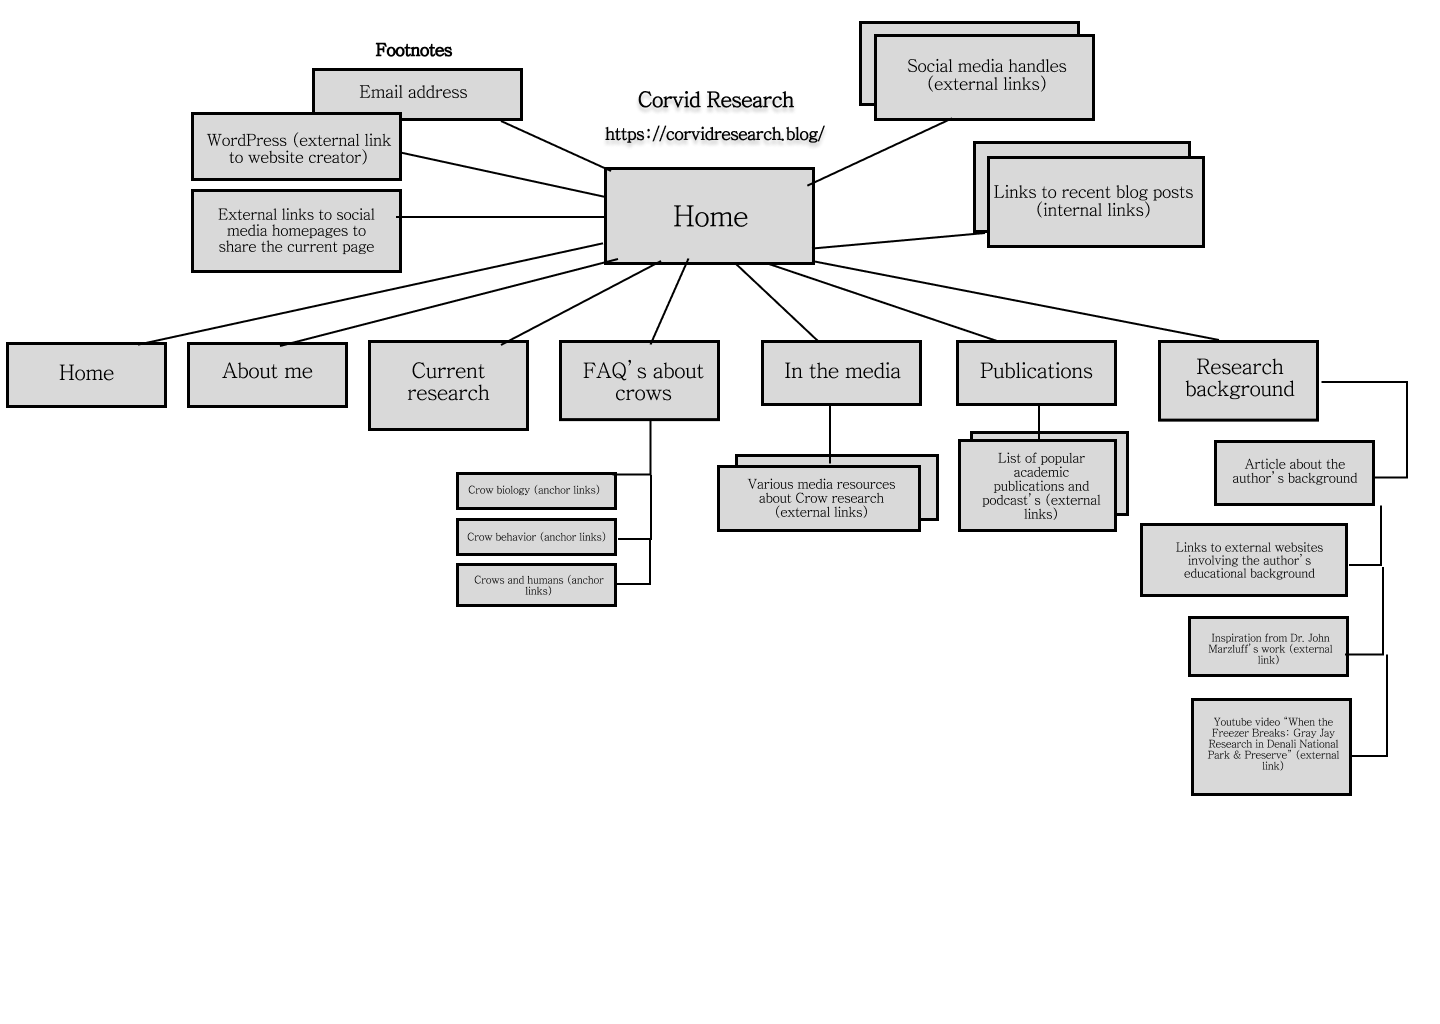 Footnotes
Email address
WordPress (external link
to website creator)
External links to social
media homepages to
share the current page
Corvid Research
https://corvidresearch.blog/
Home
Social media handles
(external links)
Links to recent blog posts
(internal links)
Home
About me
Current
research
FAQ’s about
crows
In the media
Publications
Research
background
Crow biology (anchor links)
Crow behavior (anchor links)
Crows and humans (anchor
links)
Various media resources
about Crow research
(external links)
List of popular
academic
publications and
podcast’s (external
links)
Article about the
author’s background
Links to external websites
involving the author’s
educational background
Inspiration from Dr. John
Marzluff’s work (external
link)
Youtube video “When the
Freezer Breaks: Gray Jay
Research in Denali National
Park & Preserve” (external
link)